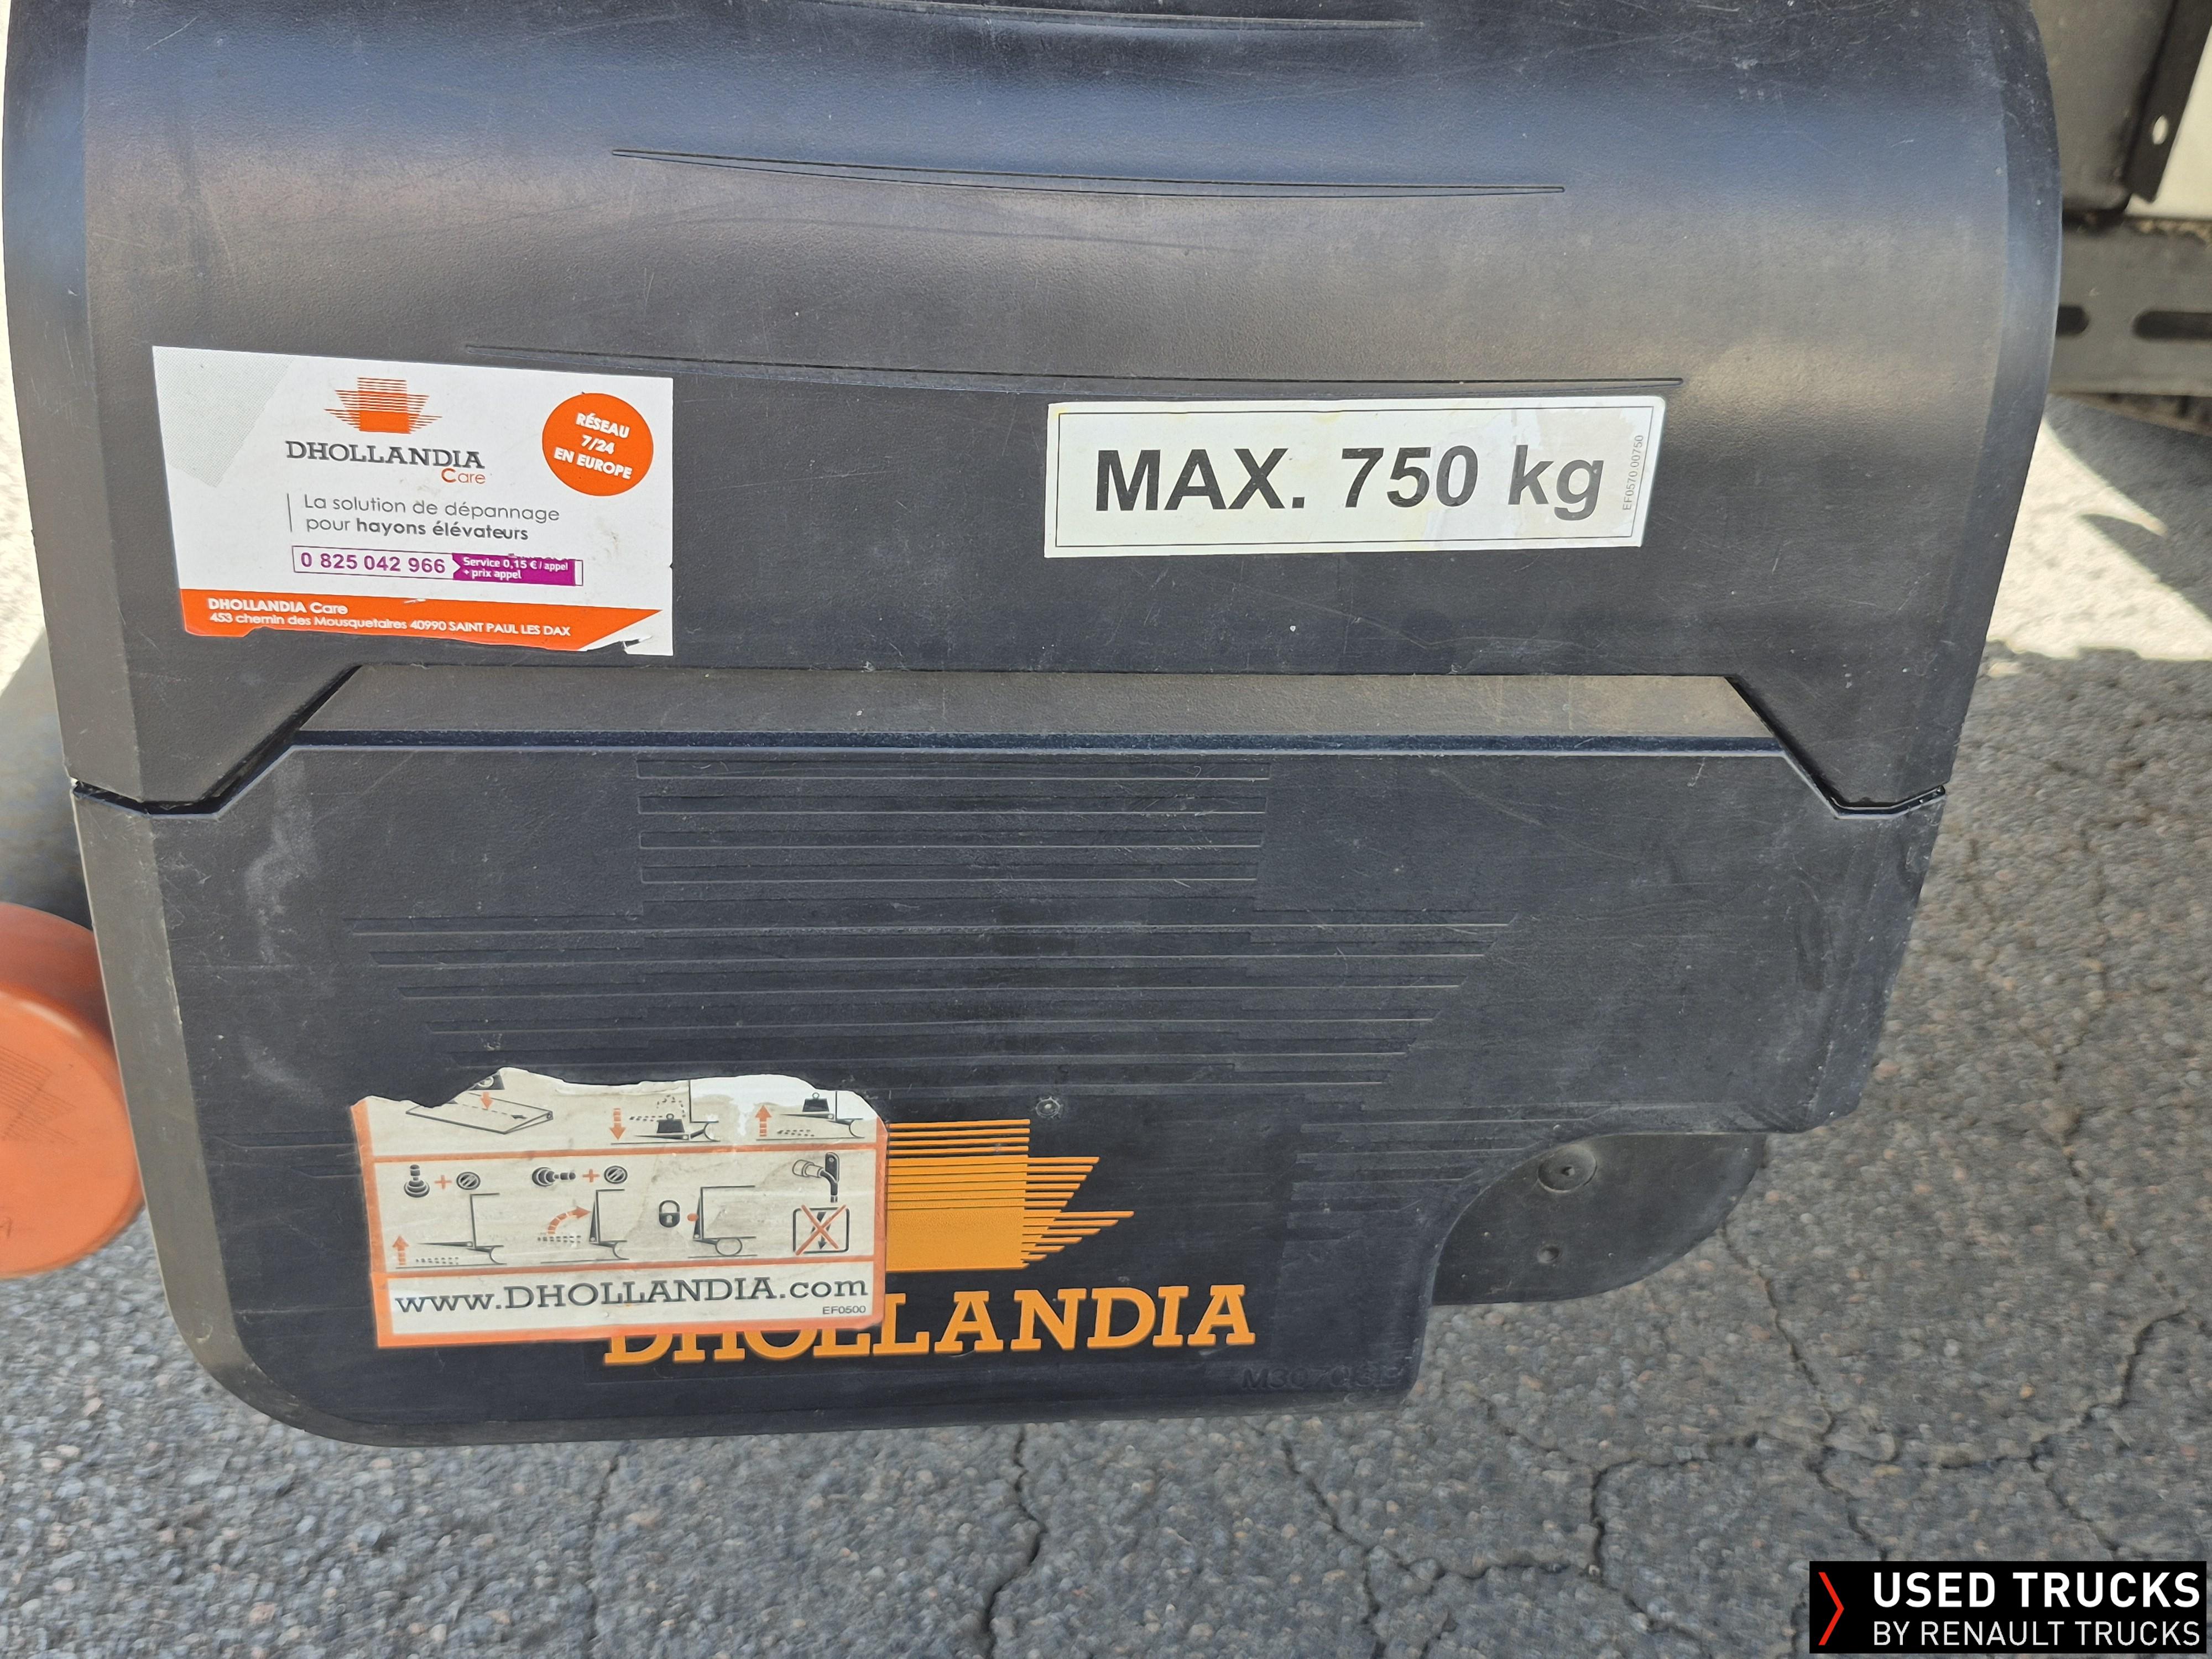 DHOLLANDIA
Care
RÉSEAU
7/24
EN EUROPE
La solution de dépannage
pour hayons élévateurs
0 825 042 966
Service 0,15 € / appel
+ prix appel
DHOLLANDIA Care
453 chemin des Mousquetaires 40990 SAINT PAUL LES DAX
MAX. 750 kg
EF0570.00750
www.DHOLLANDIA.com
EF0500
DHOLLANDIA
USED TRUCKS
BY RENAULT TRUCKS